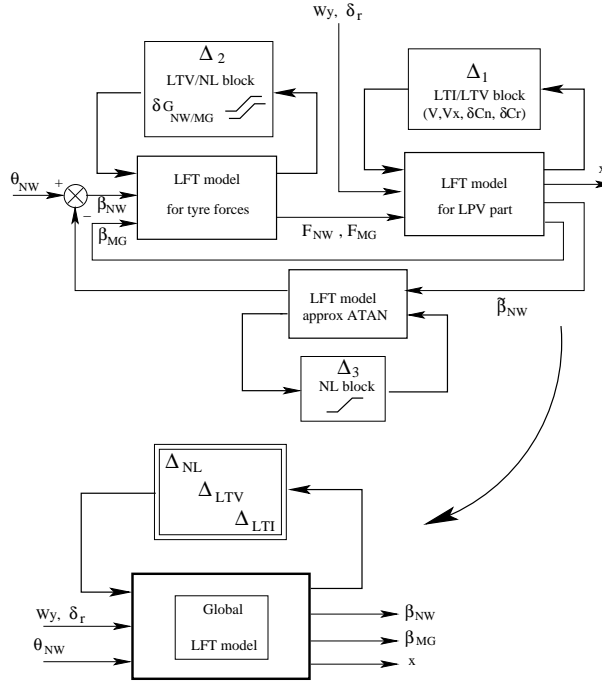 Wy, δr
Δ2
LTV/NL block
δG NW/MG
Δ1
LTI/LTV block
(V,Vx, δCn, δCr)
θNW
+
−
βNW
βMG
LFT model
for tyre forces
FNW , FMG
LFT model
for LPV part
x
LFT model
approx ATAN
β̃NW
Δ3
NL block
ΔNL
ΔLTV
ΔLTI
Wy, δr
θNW
Global
LFT model
βNW
βMG
x